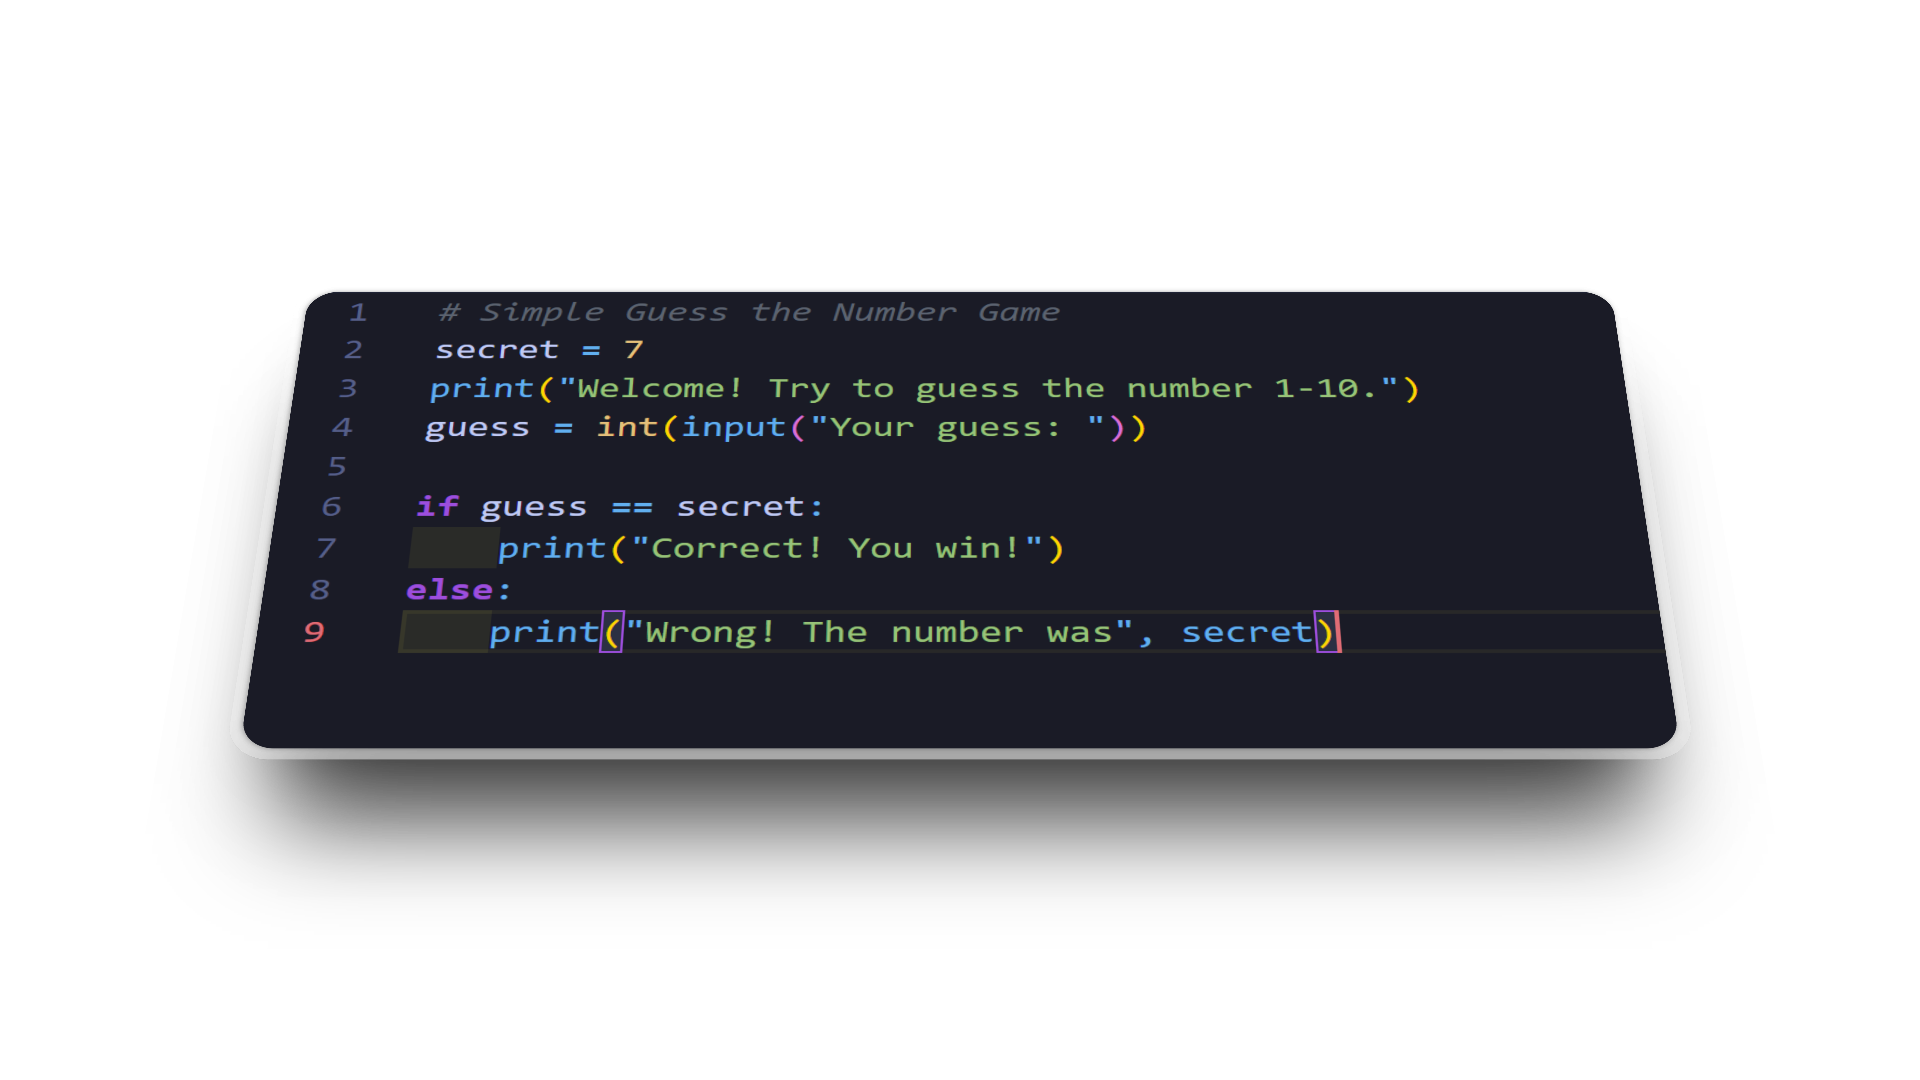 1 # Simple Guess the Number Game
2 secret = 7
3 print("Welcome! Try to guess the number 1-10.")
4 guess = int(input("Your guess: "))
5
6 if guess == secret:
7     print("Correct! You win!")
8 else:
9     print("Wrong! The number was", secret)